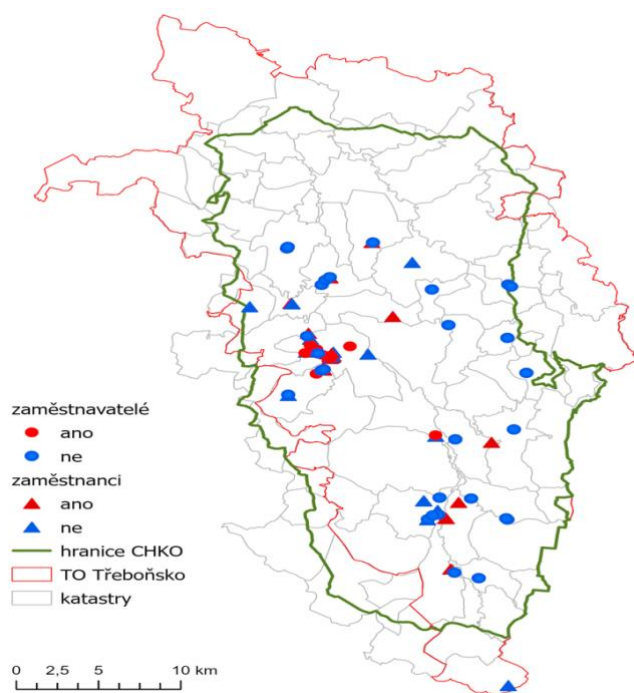 zaměstnavatelé
ano
ne
zaměstnanci
ano
ne
hranice CHKO
TO Třeboňsko
katastry
0 2,5 5 10 km